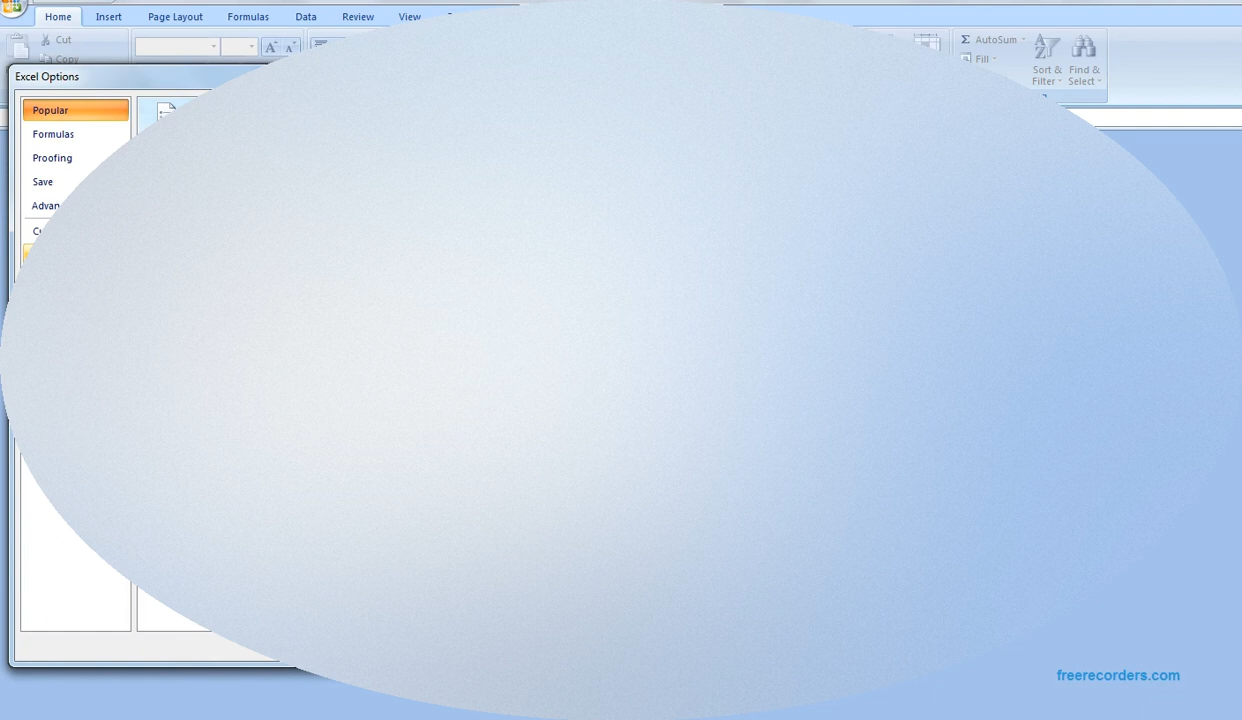 Home Insert Page Layout Formulas Data Review View
Cut
Copy
A A
Σ AutoSum
Fill
Sort & Filter
Find & Select
Excel Options
Popular
Formulas
Proofing
Save
freerecorders.com